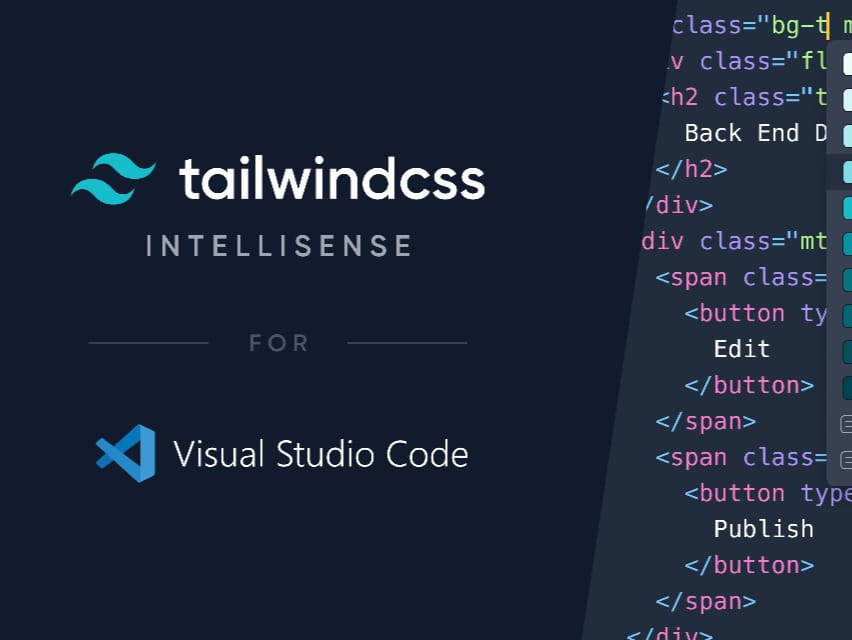 tailwindcss
INTELLISENSE
FOR
Visual Studio Code
class="bg-t m
v class="fl
<h2 class="t
Back End D
</h2>
/div>
div class="mt
<span class=
<button ty
Edit
</button>
</span>
<span class=
<button type
Publish
</button>
</span>
</div>